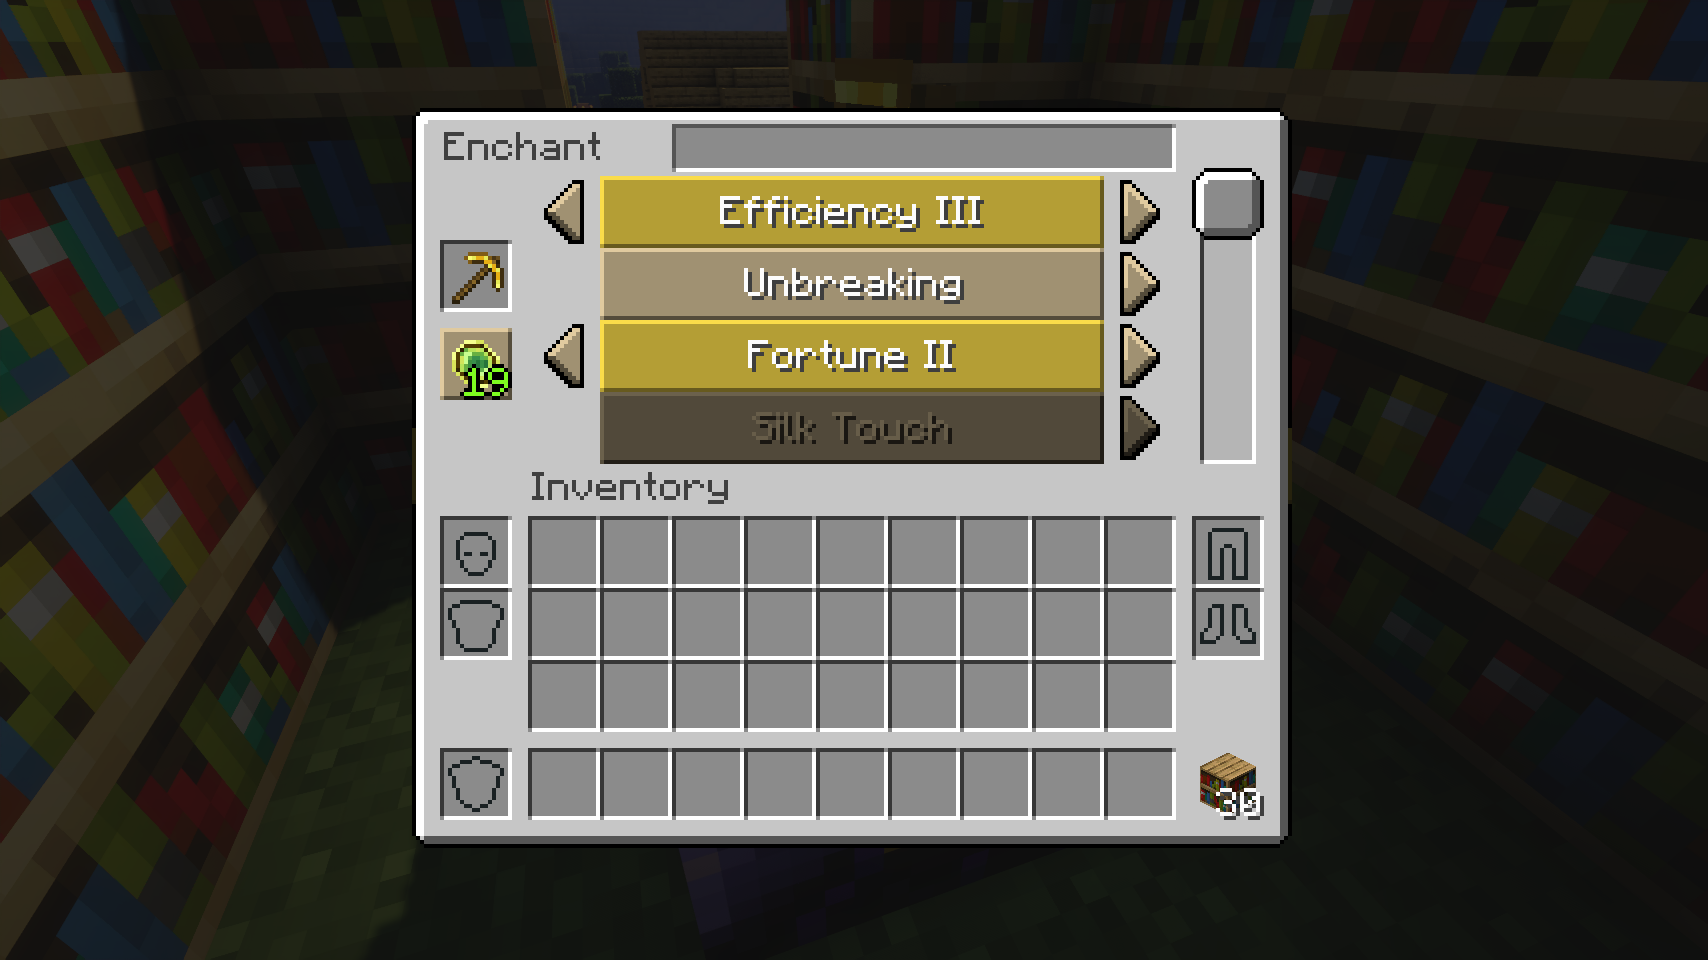 Enchant
Efficiency III
Unbreaking
Fortune II
Silk Touch
19
Inventory
30